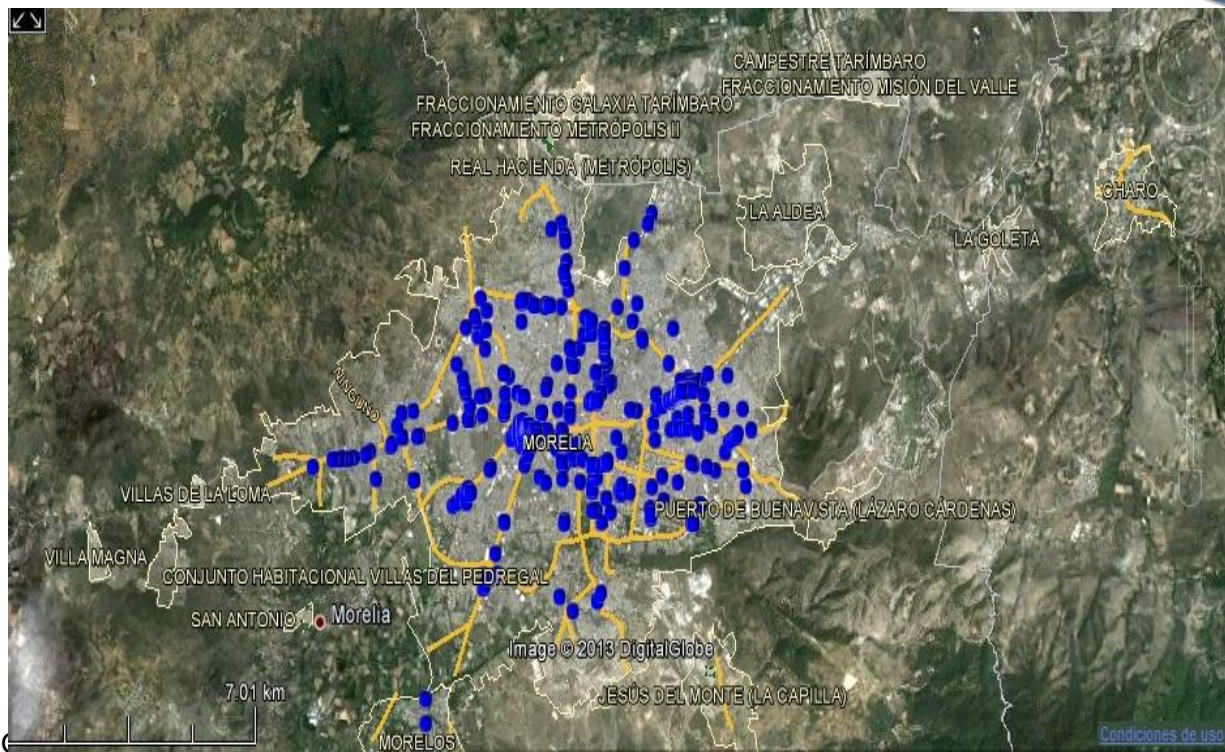 CAMPESTRE TARÍMBARO
FRACCIONAMIENTO MISIÓN DEL VALLE
FRACCIONAMIENTO GALAXIA TARÍMBARO
FRACCIONAMIENTO METRÓPOLIS II
REAL HACIENDA (METRÓPOLIS)
CHARO
LA ALDEA
LA GOLETA
NINGUNO
MORELIA
VILLAS DE LA LOMA
PUERTO DE BUENAVISTA (LÁZARO CÁRDENAS)
VILLA MAGNA
CONJUNTO HABITACIONAL VILLAS DEL PEDREGAL
SAN ANTONIO
Morelia
Image © 2013 DigitalGlobe
7.01 km
JESÚS DEL MONTE (LA CAPILLA)
MORELOS
Condiciones de uso